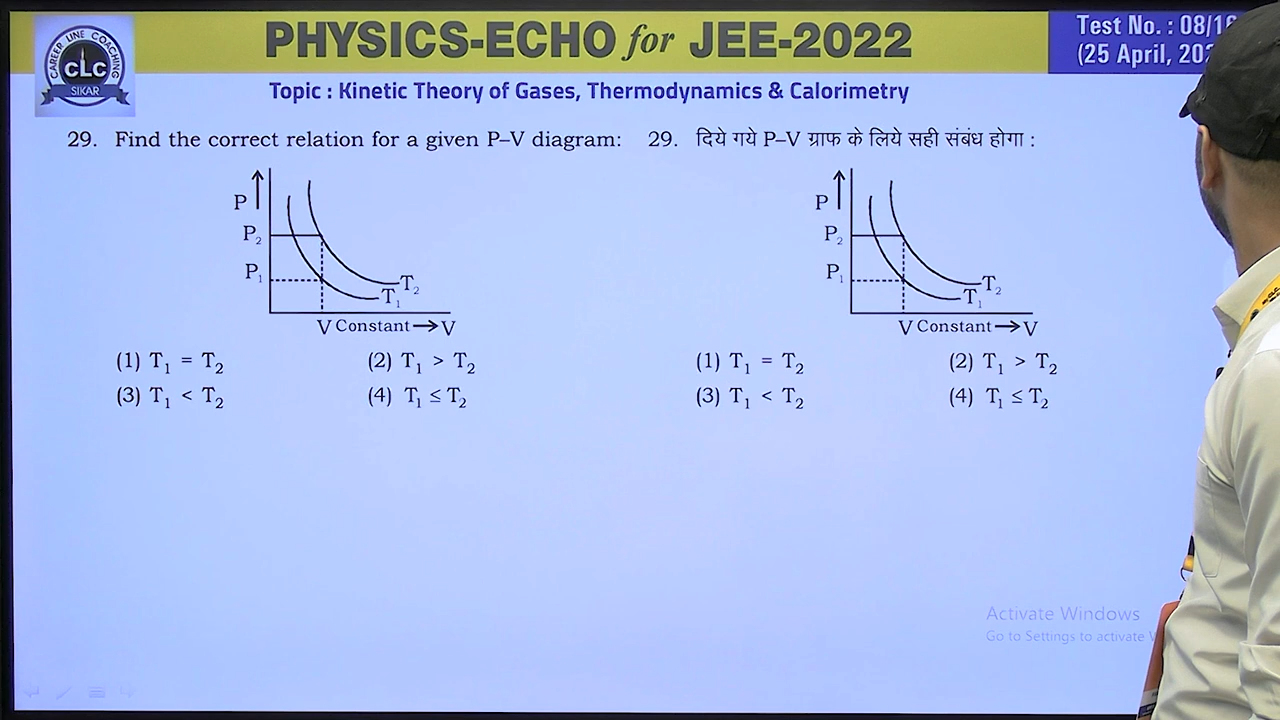 CAREER LINE COACHING
CLC
SIKAR
PHYSICS-ECHO for JEE-2022
Test No. : 08/
(25 April,
Topic : Kinetic Theory of Gases, Thermodynamics & Calorimetry
29. Find the correct relation for a given P–V diagram:
P
P₂
P₁
T₂
T₁
V Constant → V
(1) T₁ = T₂ (2) T₁ > T₂
(3) T₁ < T₂ (4) T₁ ≤ T₂
29. दिये गये P–V ग्राफ के लिये सही संबंध होगा :
P
P₂
P₁
T₂
T₁
V Constant → V
(1) T₁ = T₂ (2) T₁ > T₂
(3) T₁ < T₂ (4) T₁ ≤ T₂
Activate Windows
Go to Settings to activate